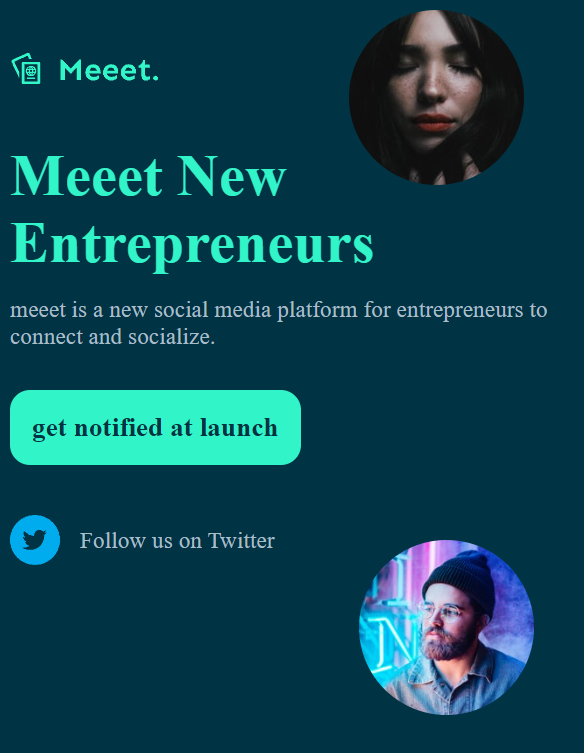 Meeet.
Meeet New
Entrepreneurs
meeet is a new social media platform for entrepreneurs to
connect and socialize.
get notified at launch
Follow us on Twitter
N